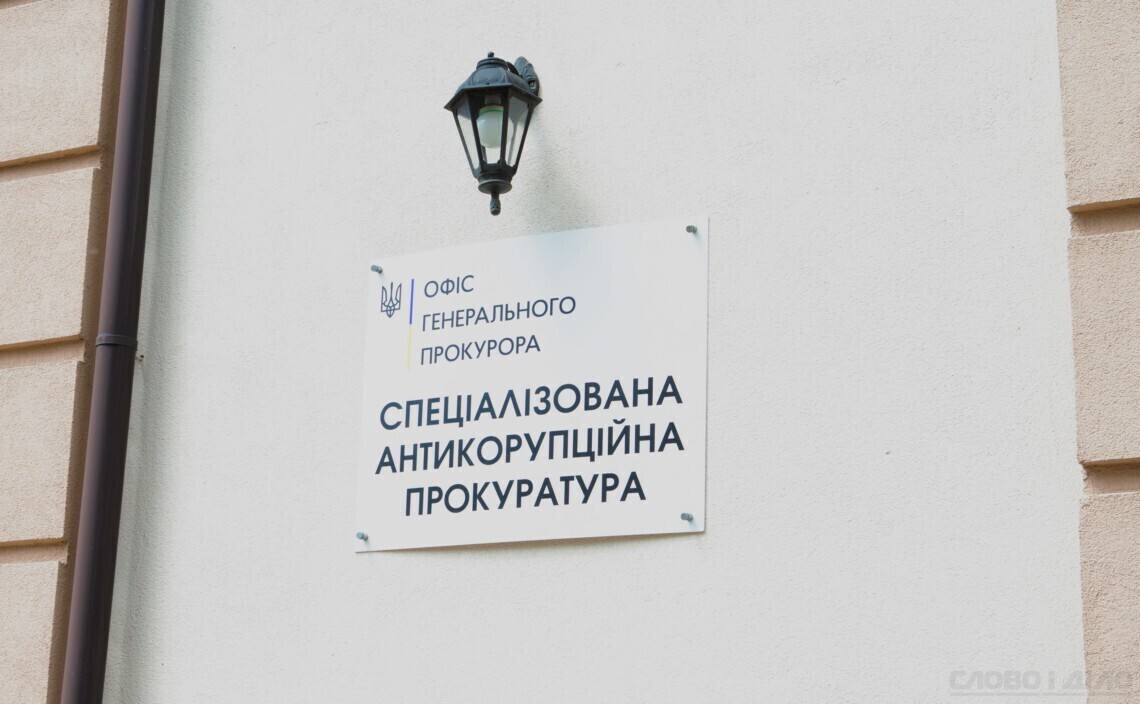 ОФІС
ГЕНЕРАЛЬНОГО
ПРОКУРОРА
СПЕЦІАЛІЗОВАНА
АНТИКОРУПЦІЙНА
ПРОКУРАТУРА
СЛОВО І ДІЛО